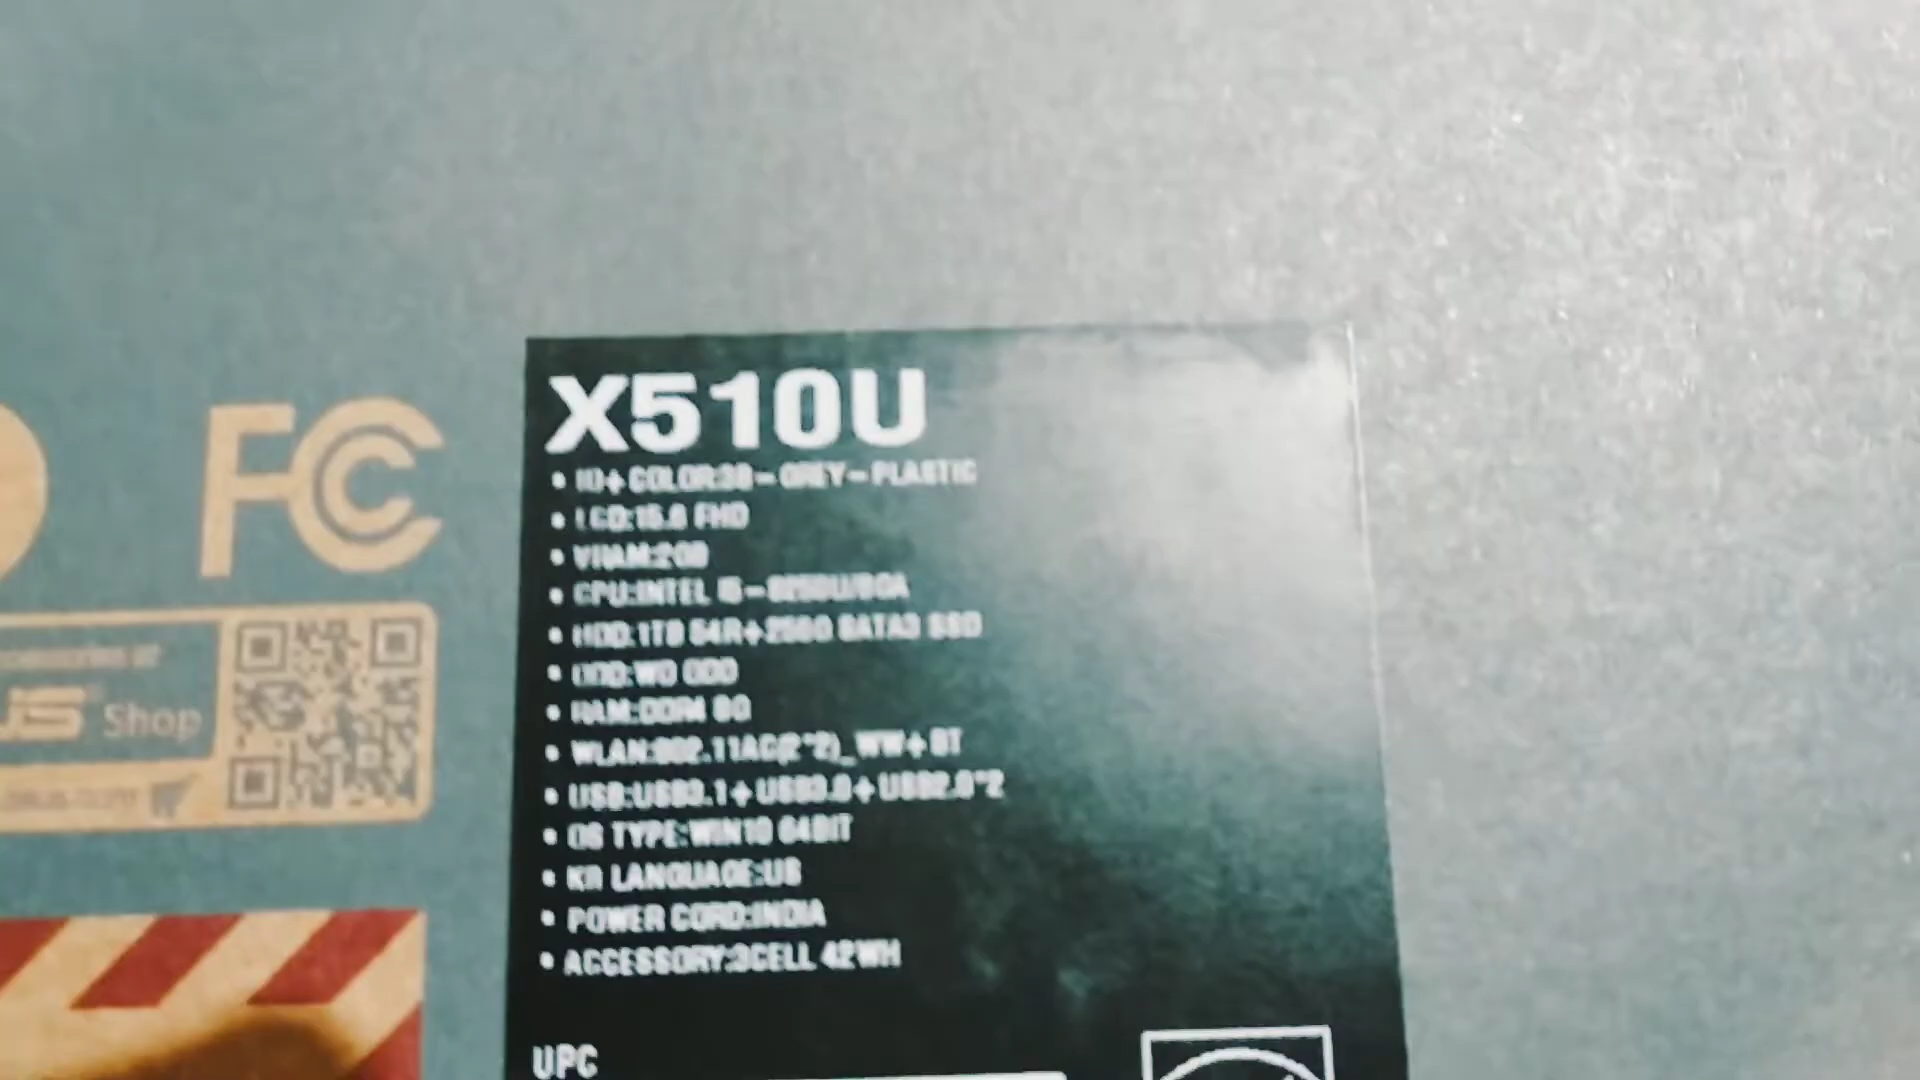 FC
X510U
COLOR:3B-GREY-PLASTIC
LCD:15.6 FHD
VRAM:2GB
CPU:INTEL I5-8250U/BGA
HDD:1TB 54R+256G SATA3 SSD
ODD:WO ODD
RAM:DDR4 8G
WLAN:802.11AC(2*2)_WW+BT
USB:USB3.1+USB3.0+USB2.0*2
OS TYPE:WIN10 64BIT
KB LANGUAGE:US
POWER CORD:INDIA
ACCESSORY:3CELL 42WH
Shop
UPC